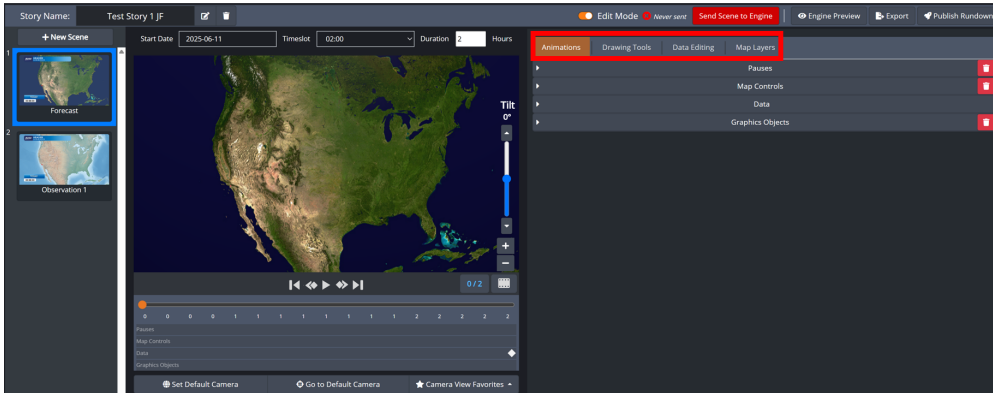 Story Name: Test Story 1 JF Edit Mode Never sent Send Scene to Engine Engine Preview Export Publish Rundown
+ New Scene
Start Date 2025-06-11 Timeslot 02:00 Duration 2 Hours
Animations Drawing Tools Data Editing Map Layers
1
Pauses
Map Controls
Data
Graphics Objects
Forecast
Tilt
0°
2
Observation 1
0 / 2
0 0 0 0 1 1 1 1 1 1 1 1 2 2 2 2 2
Pauses
Map Controls
Data
Graphics Objects
Set Default Camera Go to Default Camera Camera View Favorites